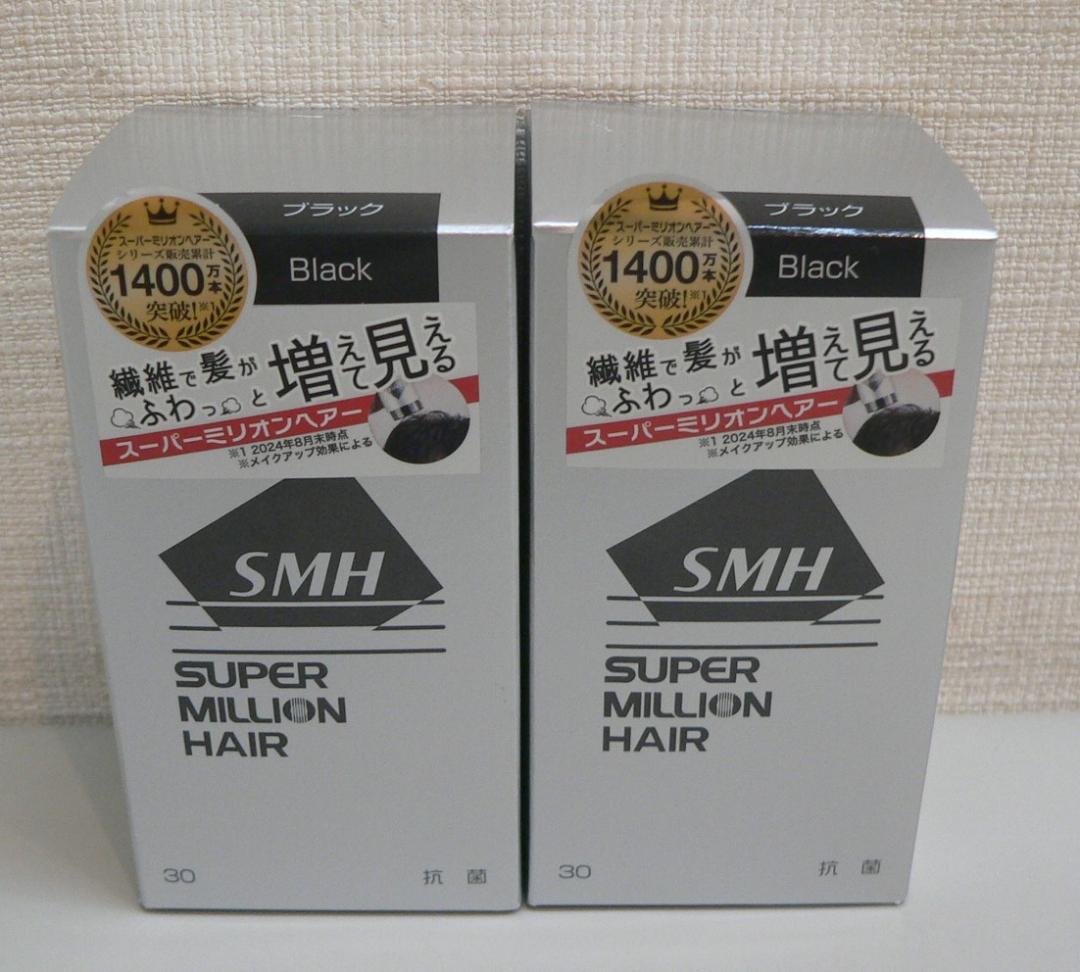 ブラック
Black
スーパーミリオンヘアー
シリーズ販売累計
1400万本
突破!※1
繊維で髪が
ふわっと増えて見える
スーパーミリオンヘアー
※1 2024年8月末時点
※メイクアップ効果による
SMH
SUPER
MILLION
HAIR
30 抗菌
ブラック
Black
スーパーミリオンヘアー
シリーズ販売累計
1400万本
突破!※1
繊維で髪が
ふわっと増えて見える
スーパーミリオンヘアー
※1 2024年8月末時点
※メイクアップ効果による
SMH
SUPER
MILLION
HAIR
30 抗菌